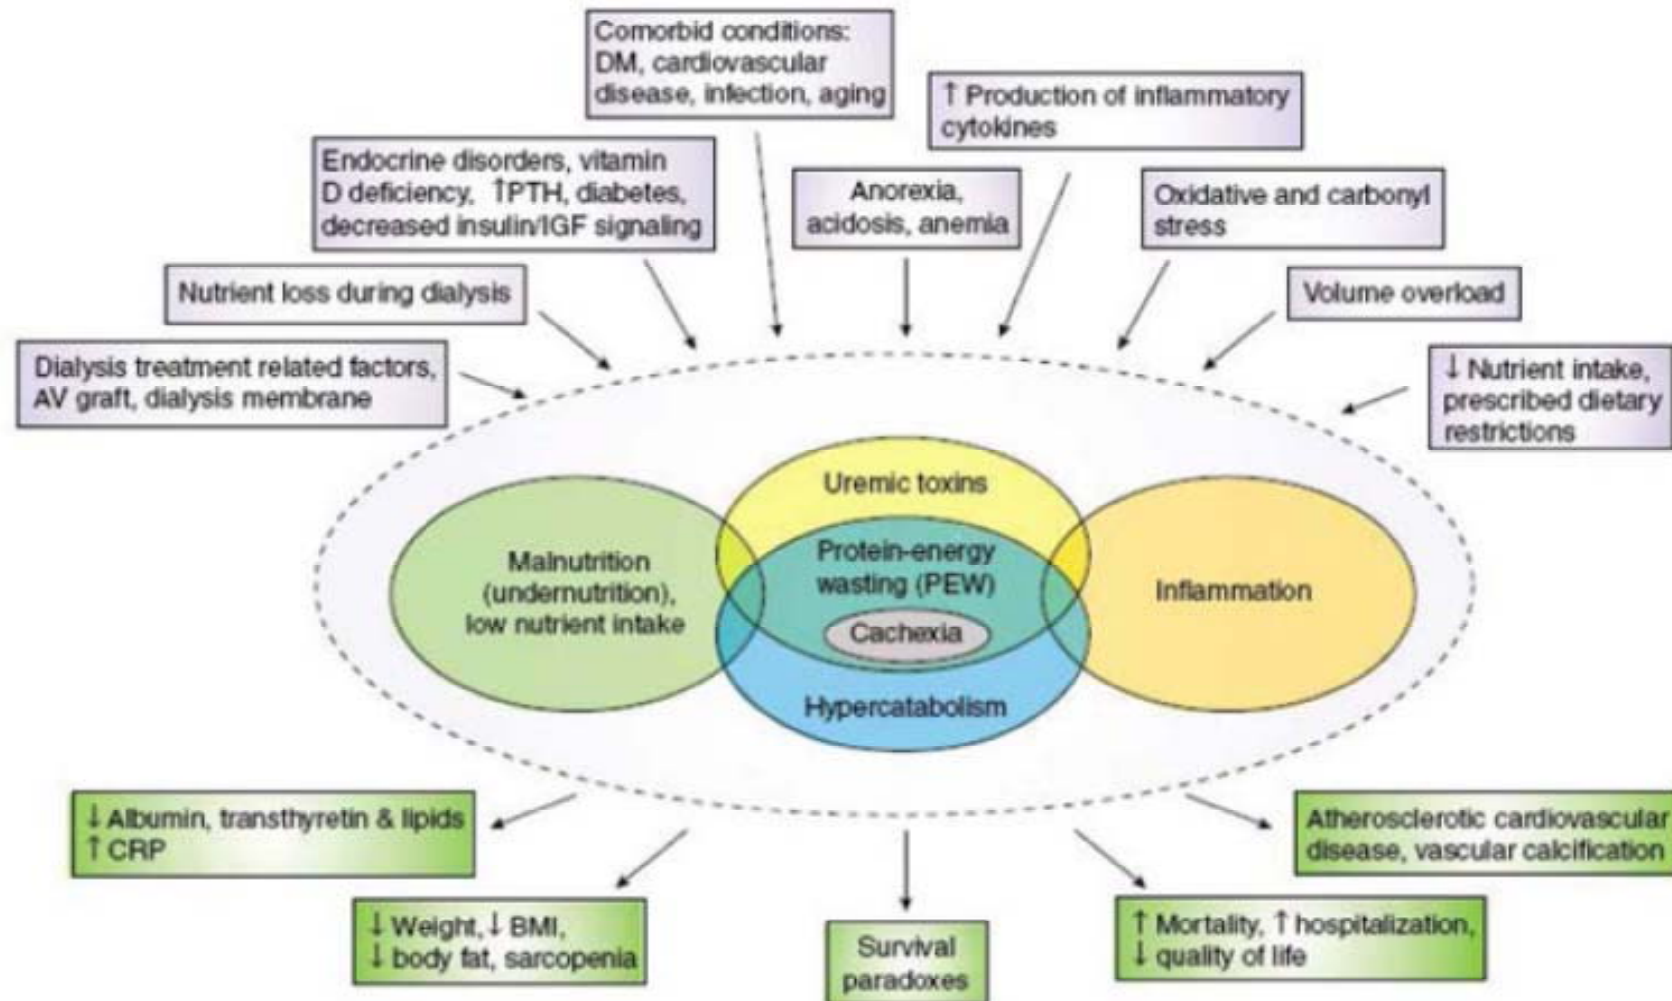 Comorbid conditions:
DM, cardiovascular
disease, infection, aging
↑ Production of inflammatory
cytokines
Endocrine disorders, vitamin
D deficiency, ↑PTH, diabetes,
decreased insulin/IGF signaling
Anorexia,
acidosis, anemia
Oxidative and carbonyl
stress
Nutrient loss during dialysis
Volume overload
Dialysis treatment related factors,
AV graft, dialysis membrane
↓ Nutrient intake,
prescribed dietary
restrictions
Uremic toxins
Malnutrition
(undernutrition),
low nutrient intake
Protein-energy
wasting (PEW)
Cachexia
Inflammation
Hypercatabolism
↓ Albumin, transthyretin & lipids
↑ CRP
↓ Weight, ↓ BMI,
↓ body fat, sarcopenia
Survival
paradoxes
↑ Mortality, ↑ hospitalization,
↓ quality of life
Atherosclerotic cardiovascular
disease, vascular calcification